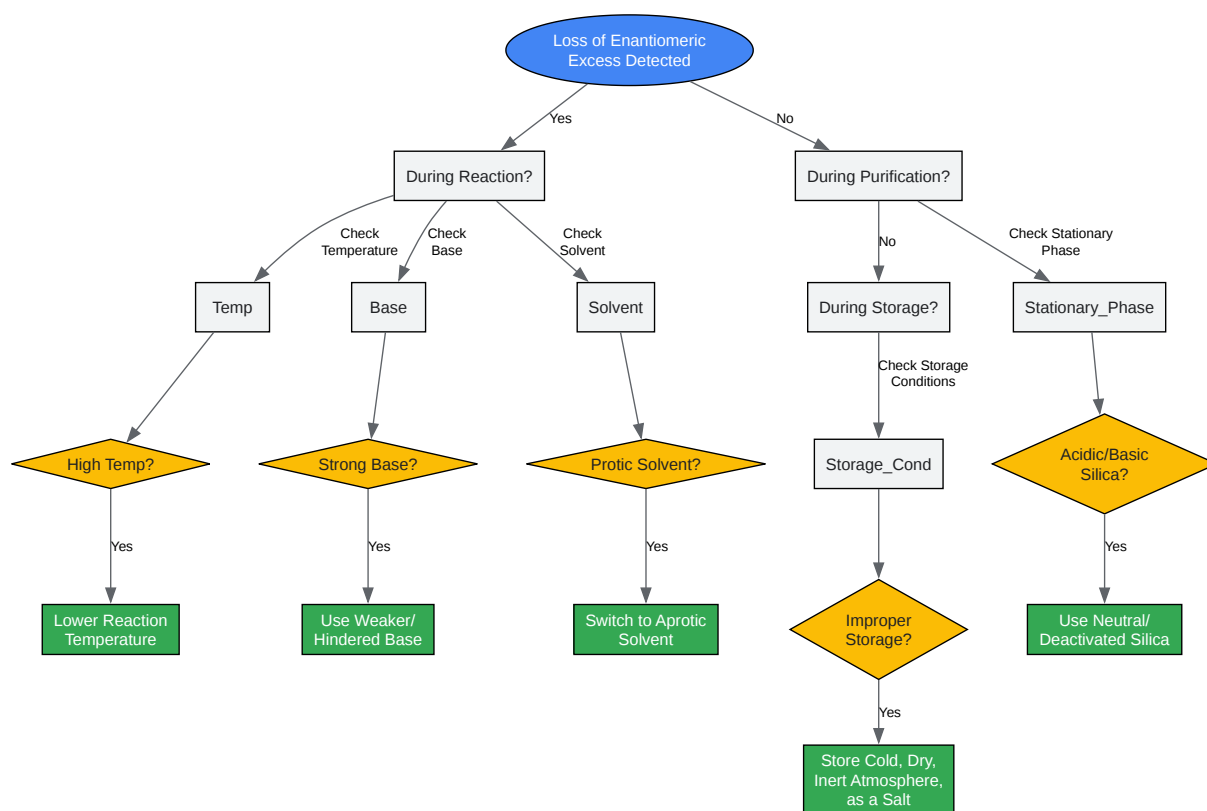 Loss of Enantiomeric
Excess Detected
Yes
No
During Reaction?
During Purification?
Check
Temperature
Check
Base
Check
Solvent
No
Check Stationary
Phase
Temp
Base
Solvent
During Storage?
Stationary_Phase
Check Storage
Conditions
High Temp?
Strong Base?
Protic Solvent?
Storage_Cond
Acidic/Basic
Silica?
Yes
Yes
Yes
Yes
Lower Reaction
Temperature
Use Weaker/
Hindered Base
Switch to Aprotic
Solvent
Improper
Storage?
Use Neutral/
Deactivated Silica
Yes
Store Cold, Dry,
Inert Atmosphere,
as a Salt